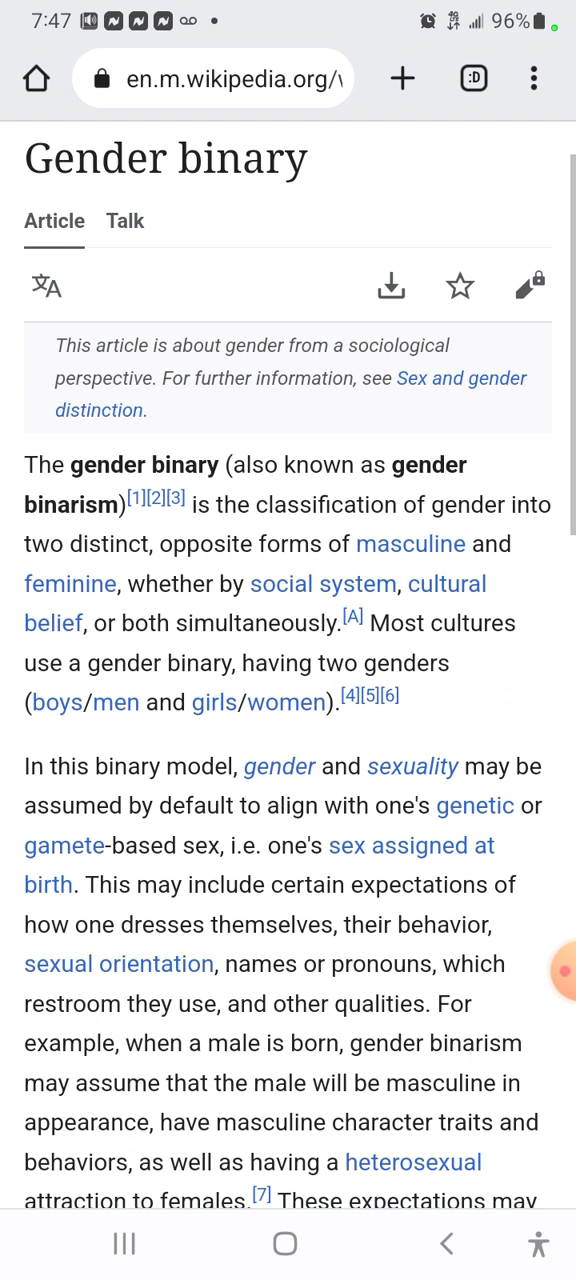 7:47 96%
en.m.wikipedia.org/\ :D
Gender binary
Article Talk
This article is about gender from a sociological
perspective. For further information, see Sex and gender
distinction.
The gender binary (also known as gender
binarism)[1][2][3] is the classification of gender into
two distinct, opposite forms of masculine and
feminine, whether by social system, cultural
belief, or both simultaneously.[A] Most cultures
use a gender binary, having two genders
(boys/men and girls/women).[4][5][6]
In this binary model, gender and sexuality may be
assumed by default to align with one's genetic or
gamete-based sex, i.e. one's sex assigned at
birth. This may include certain expectations of
how one dresses themselves, their behavior,
sexual orientation, names or pronouns, which
restroom they use, and other qualities. For
example, when a male is born, gender binarism
may assume that the male will be masculine in
appearance, have masculine character traits and
behaviors, as well as having a heterosexual
attraction to females.[7] These expectations may